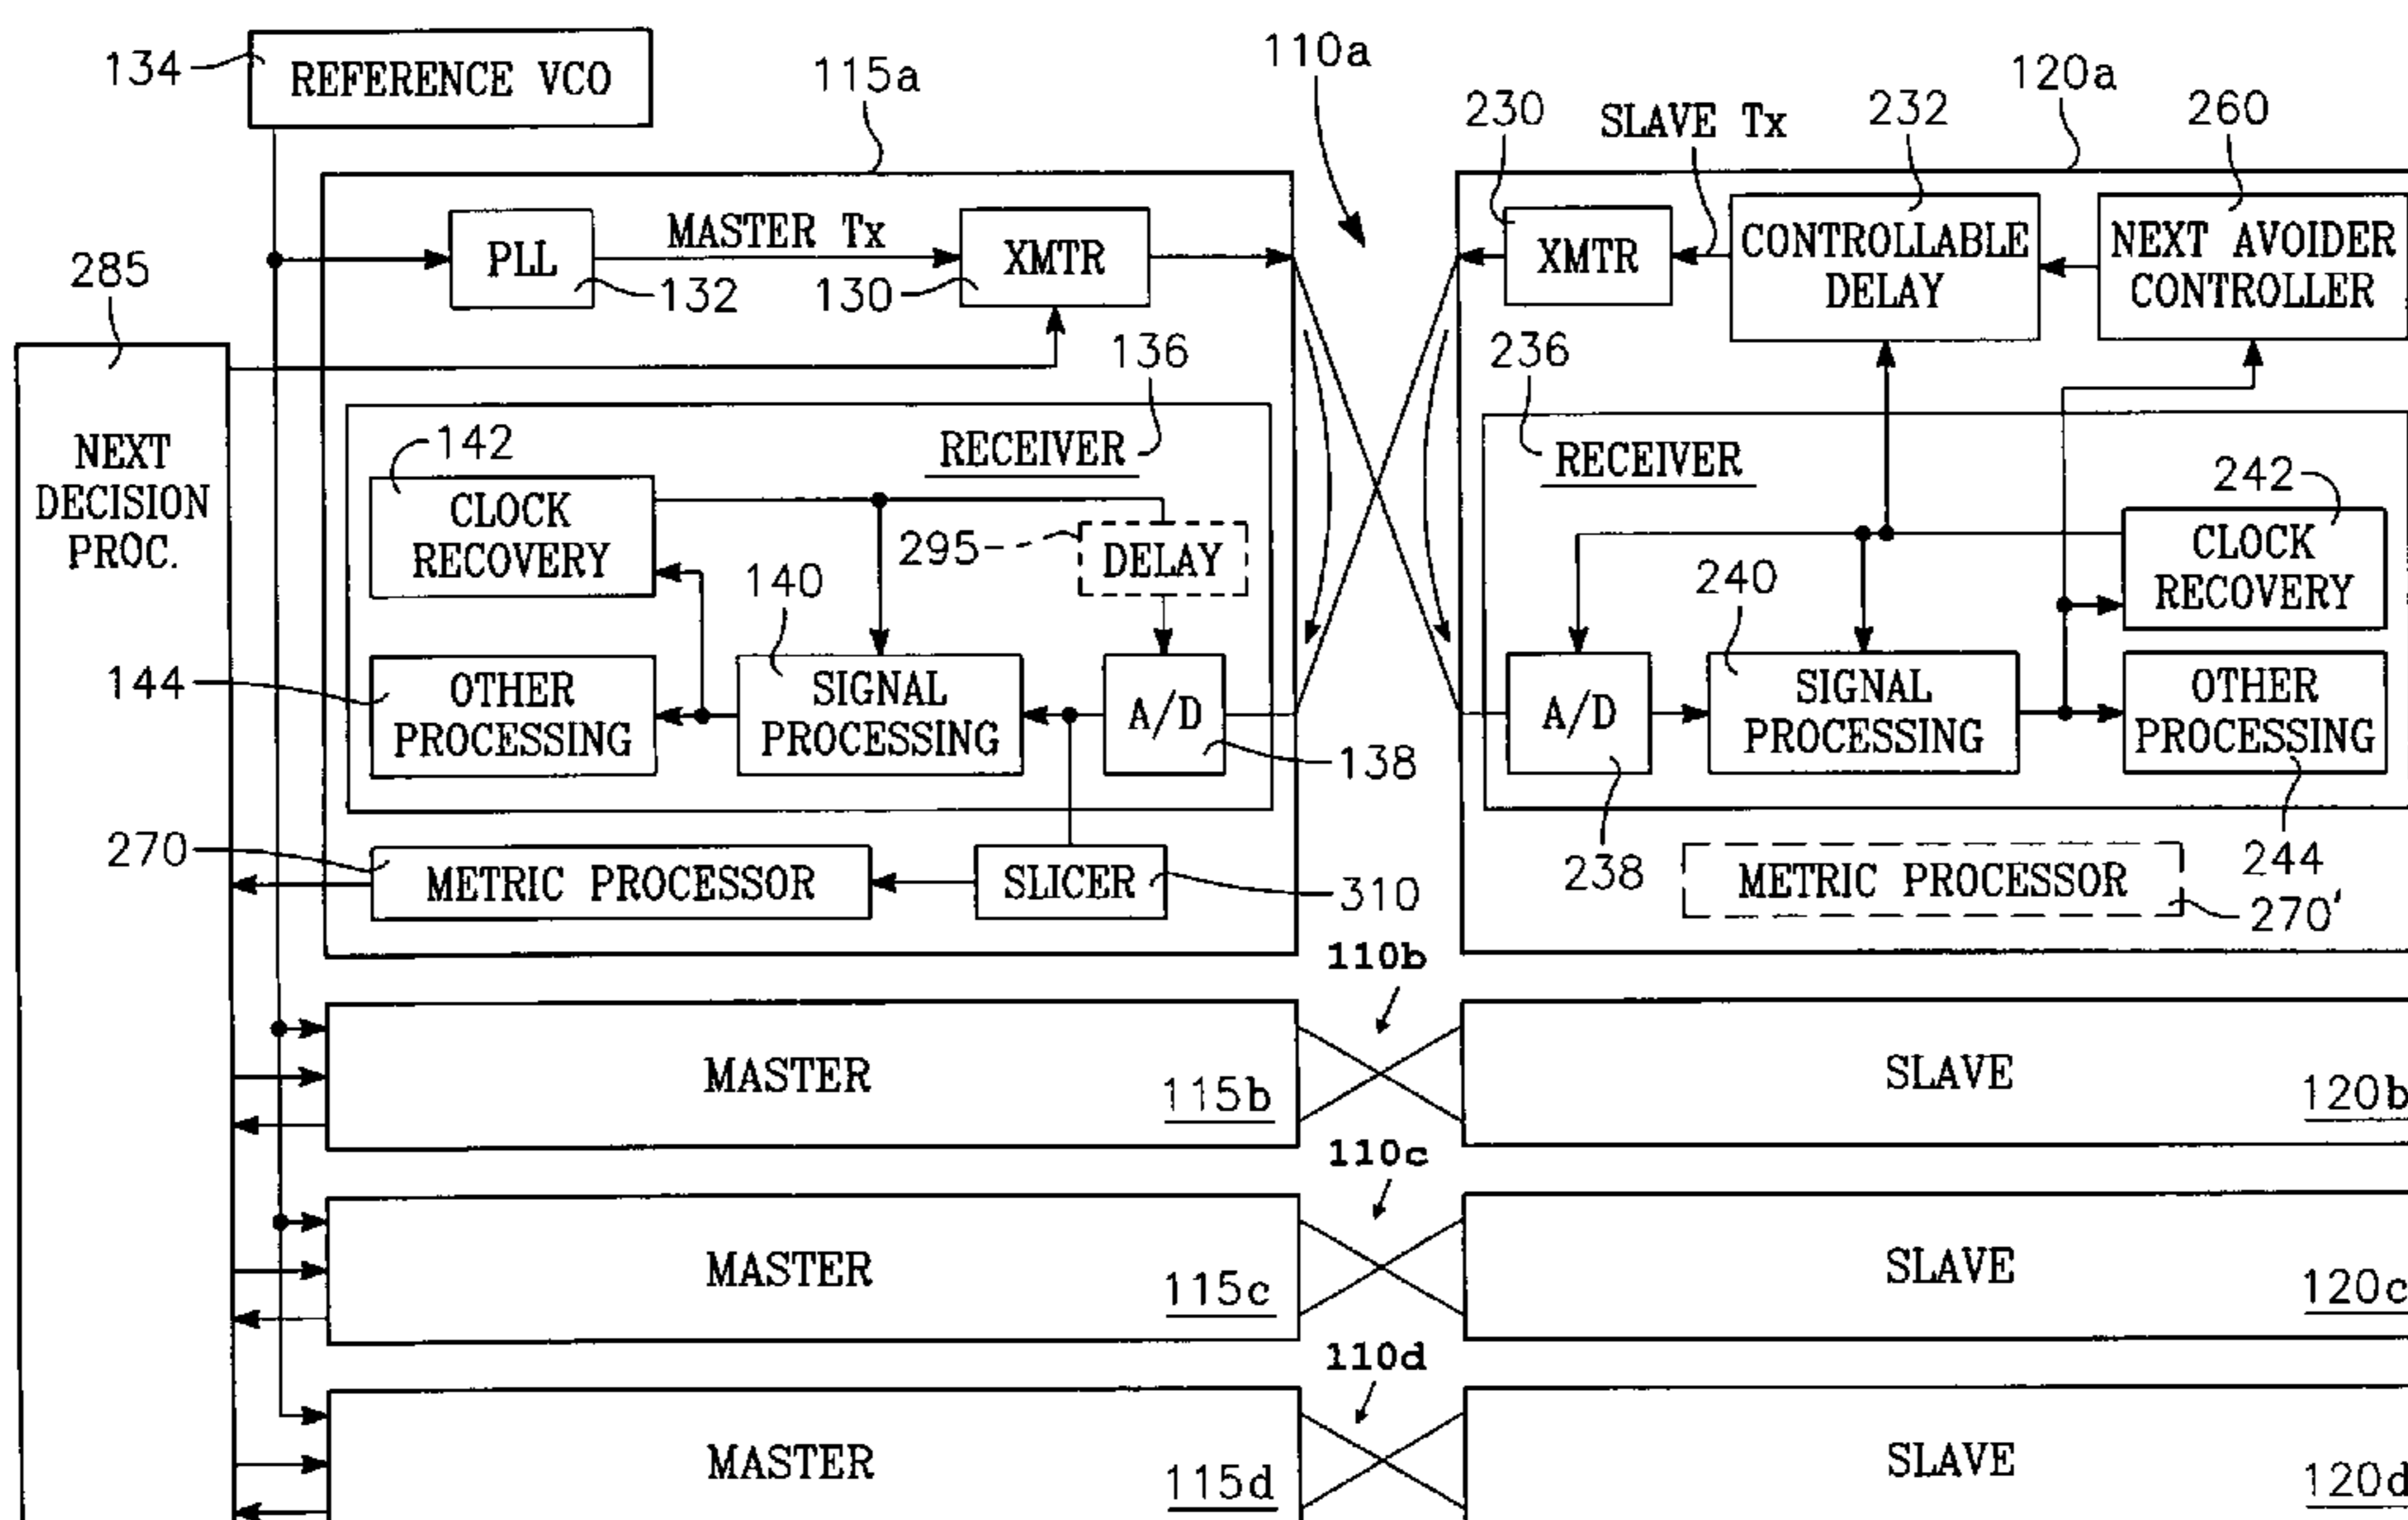 134
REFERENCE VCO
115a
110a
120a
230
SLAVE Tx
232
260
285
PLL
MASTER Tx
XMTR
132
130
XMTR
CONTROLLABLE
DELAY
NEXT AVOIDER
CONTROLLER
136
236
NEXT
DECISION
PROC.
142
RECEIVER
CLOCK
RECOVERY
295
DELAY
140
RECEIVER
242
CLOCK
RECOVERY
240
144
OTHER
PROCESSING
SIGNAL
PROCESSING
A/D
138
A/D
SIGNAL
PROCESSING
OTHER
PROCESSING
270
METRIC PROCESSOR
SLICER
310
238
METRIC PROCESSOR
244
270'
110b
MASTER
115b
SLAVE
120b
110c
MASTER
115c
SLAVE
120c
110d
MASTER
115d
SLAVE
120d